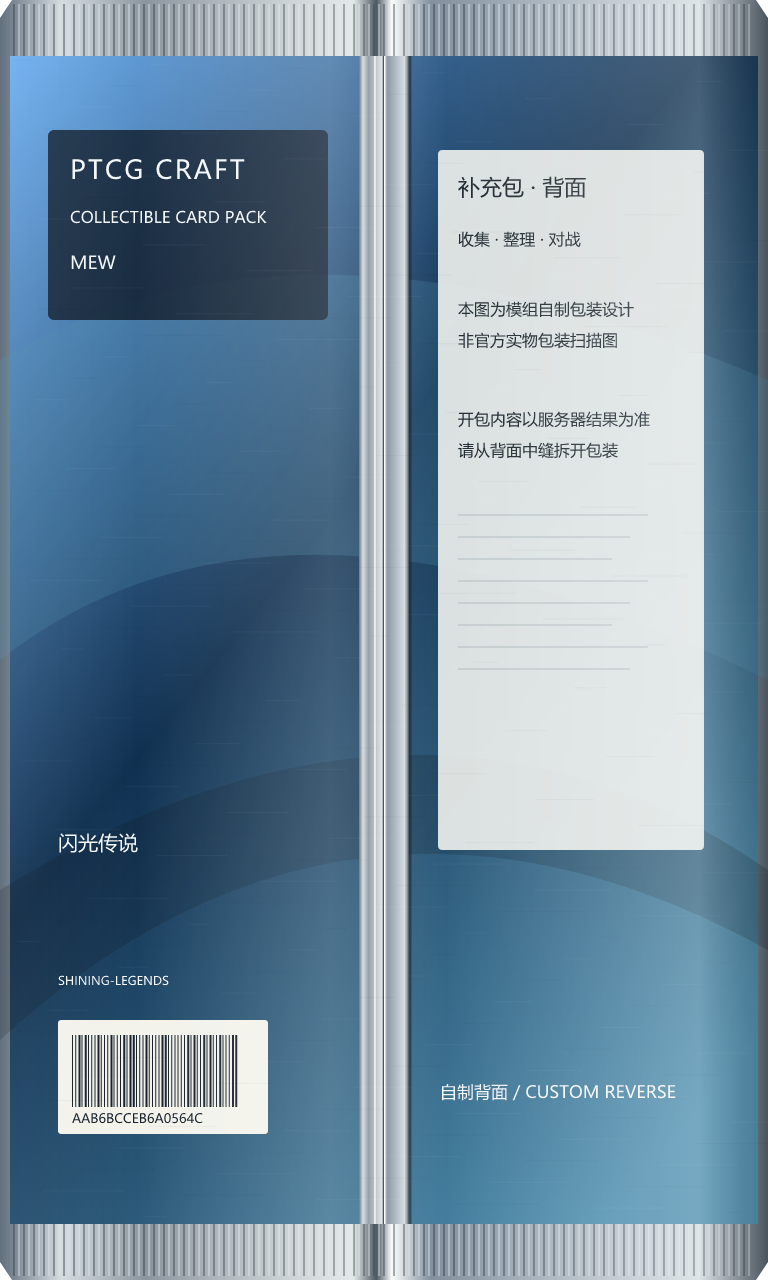 PTCG CRAFT
COLLECTIBLE CARD PACK
MEW
闪光传说
SHINING-LEGENDS
AAB6BCCEB6A0564C
补充包 · 背面
收集 · 整理 · 对战
本图为模组自制包装设计
非官方实物包装扫描图
开包内容以服务器结果为准
请从背面中缝拆开包装
自制背面 / CUSTOM REVERSE